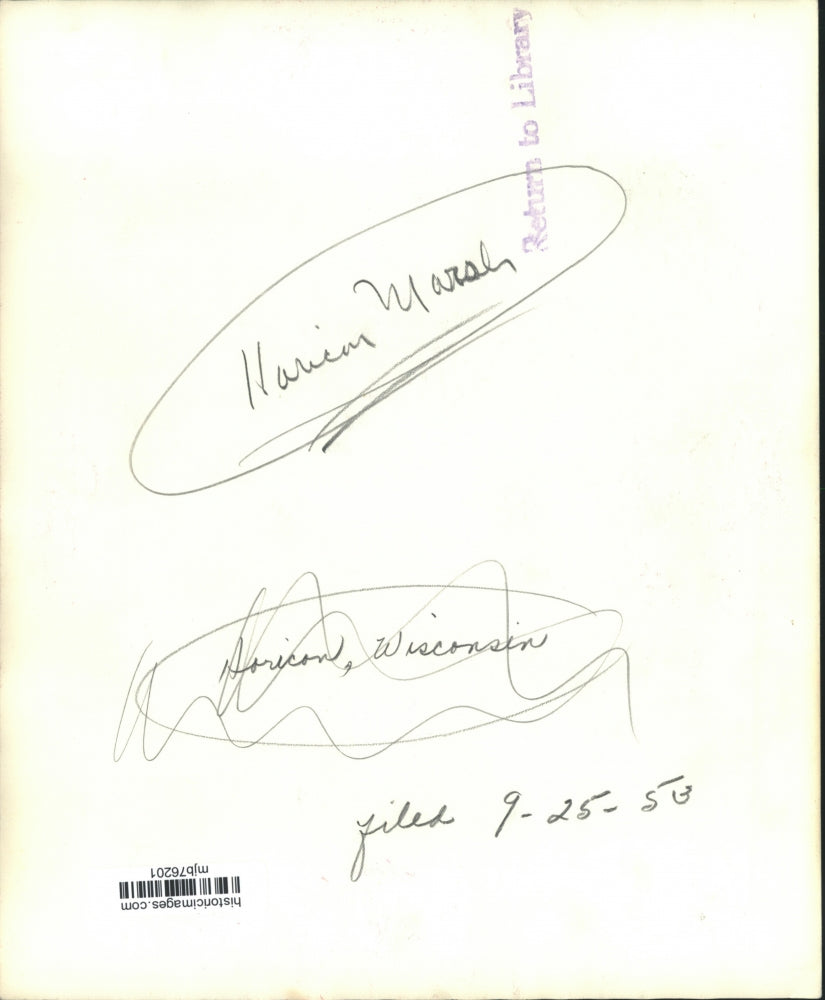 Return to Library
Horicon Marsh
Horicon, Wisconsin
filed 9-25-53
historicimages.com
mjb76201